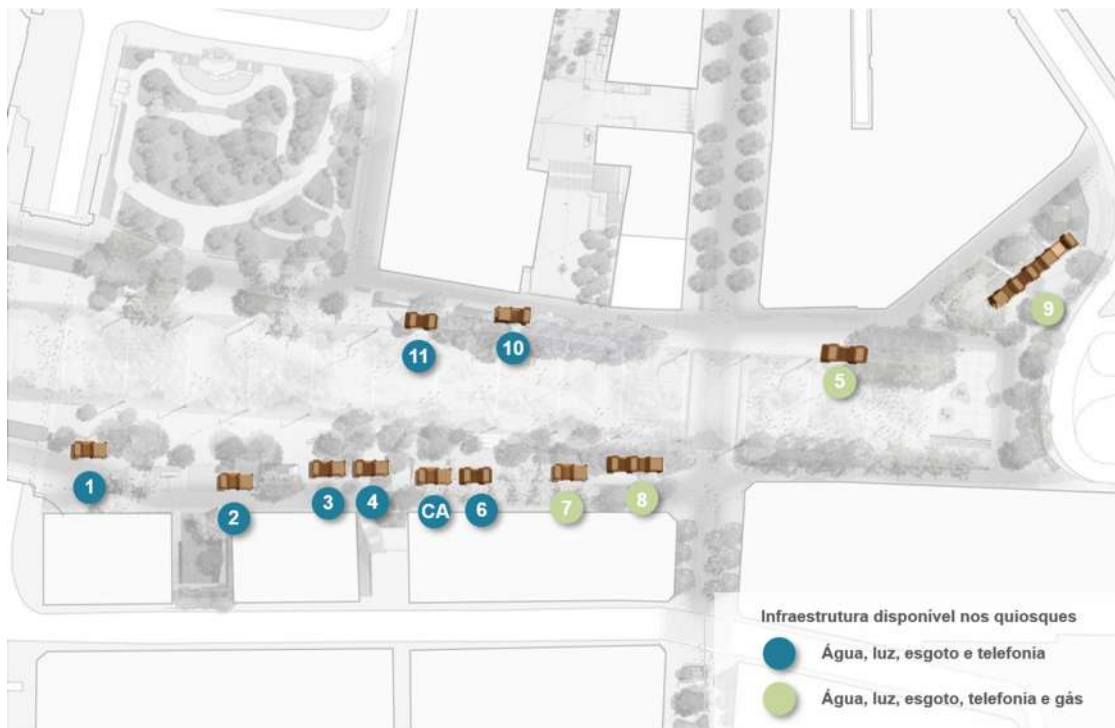 9
11
10
5
1
2
3
4
CA
6
7
8
Infraestrutura disponível nos quiosques
Água, luz, esgoto e telefonia
Água, luz, esgoto, telefonia e gás